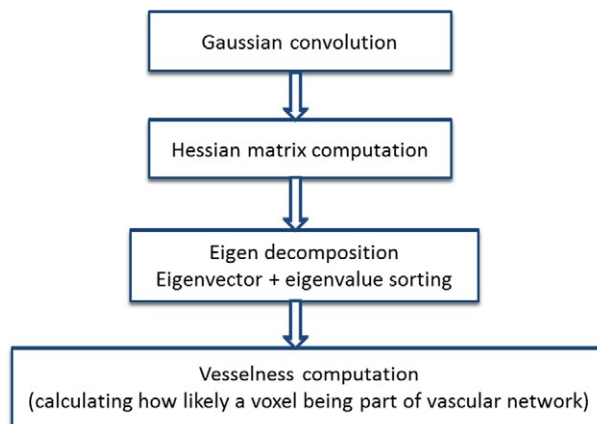 Gaussian convolution
Hessian matrix computation
Eigen decomposition
Eigenvector + eigenvalue sorting
Vesselness computation
(calculating how likely a voxel being part of vascular network)